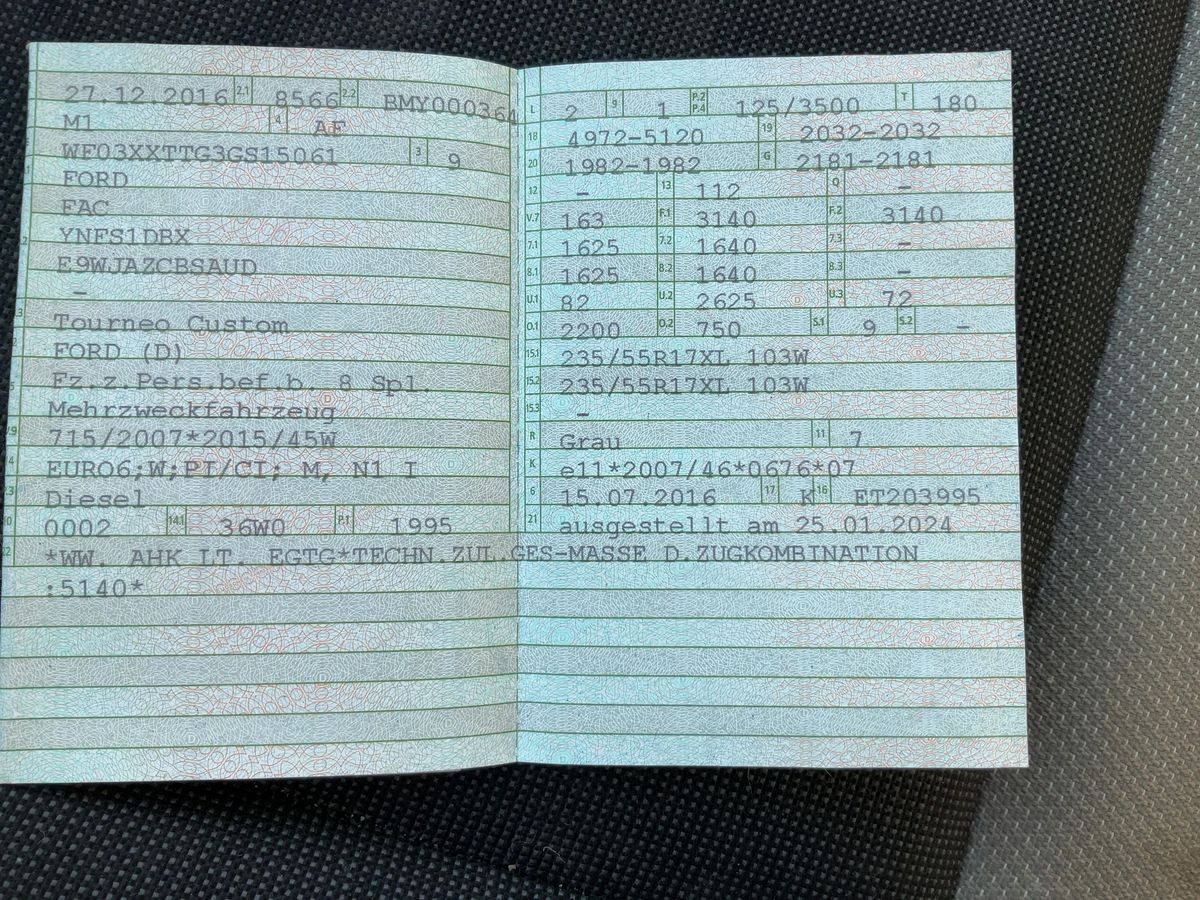 27.12.2016 2.1 8566 2.2 BMY000364
M1 4 AF
WF03XXTTG3GS15061 3 9
FORD
FAC
YNFS1DBX
E9WJAZCBSAUD
–
Tourneo Custom
FORD (D)
Fz.z.Pers.bef.b. 8 Spl.
Mehrzweckfahrzeug
715/2007*2015/45W
EURO6;W;PI/CI; M, N1 I
Diesel
10 0002 14.1 36W0 P.1 1995
22 *WW. AHK LT. EGTG*TECHN.ZUL.GES-MASSE D.ZUGKOMBINATION
:5140*
L 2 9 1 P.2 P.4 125/3500 T 180
18 4972-5120 19 2032-2032
20 1982-1982 G 2181-2181
12 – 13 112 Q –
V.7 163 F.1 3140 F.2 3140
7.1 1625 7.2 1640 7.3 –
8.1 1625 8.2 1640 8.3 –
U.1 82 U.2 2625 U.3 72
O.1 2200 O.2 750 S.1 9 S.2 –
15.1 235/55R17XL 103W
15.2 235/55R17XL 103W
15.3 –
R Grau 11 7
K e11*2007/46*0676*07
6 15.07.2016 17 K 16 ET203995
21 ausgestellt am 25.01.2024